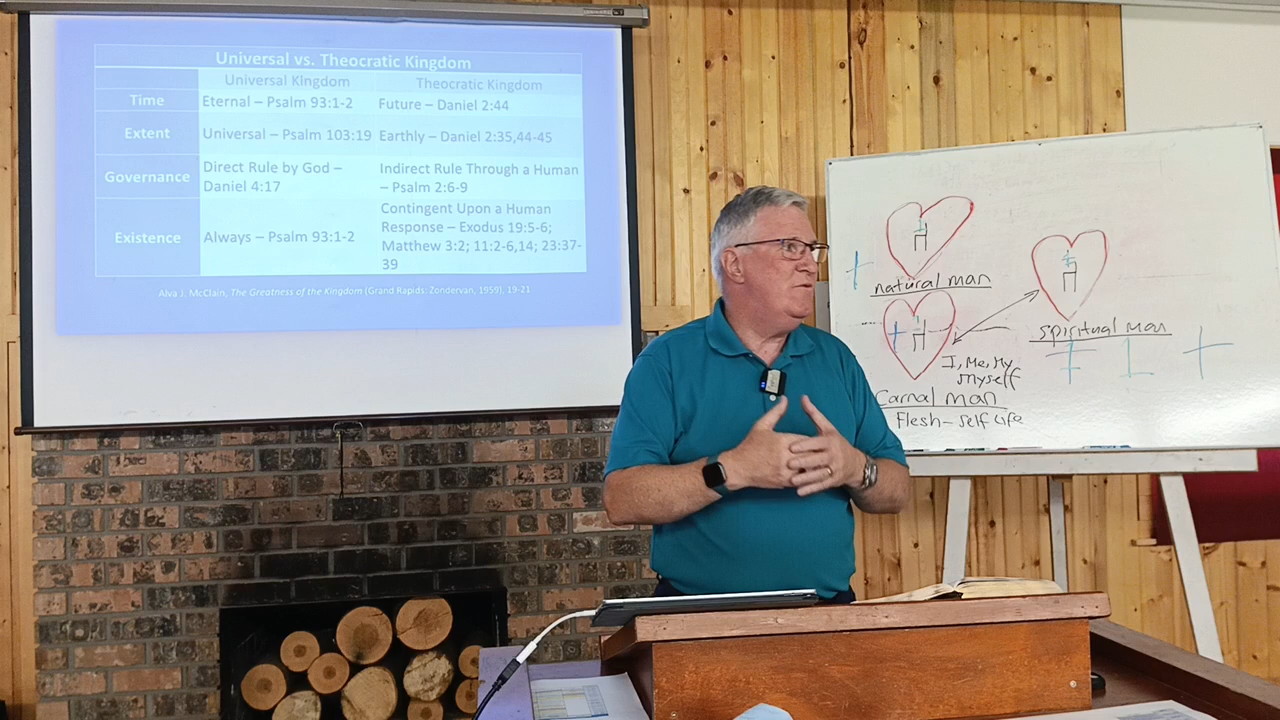 Universal vs. Theocratic Kingdom
Universal Kingdom Theocratic Kingdom
Time Eternal – Psalm 93:1-2 Future – Daniel 2:44
Extent Universal – Psalm 103:19 Earthly – Daniel 2:35,44-45
Governance Direct Rule by God – Daniel 4:17 Indirect Rule Through a Human – Psalm 2:6-9
Existence Always – Psalm 93:1-2 Contingent Upon a Human Response – Exodus 19:5-6; Matthew 3:2; 11:2-6,14; 23:37-39
Alva J. McClain, The Greatness of the Kingdom (Grand Rapids: Zondervan, 1959), 19-21
natural man
spiritual man
I, Me, My
Myself
Carnal man
Flesh - self life